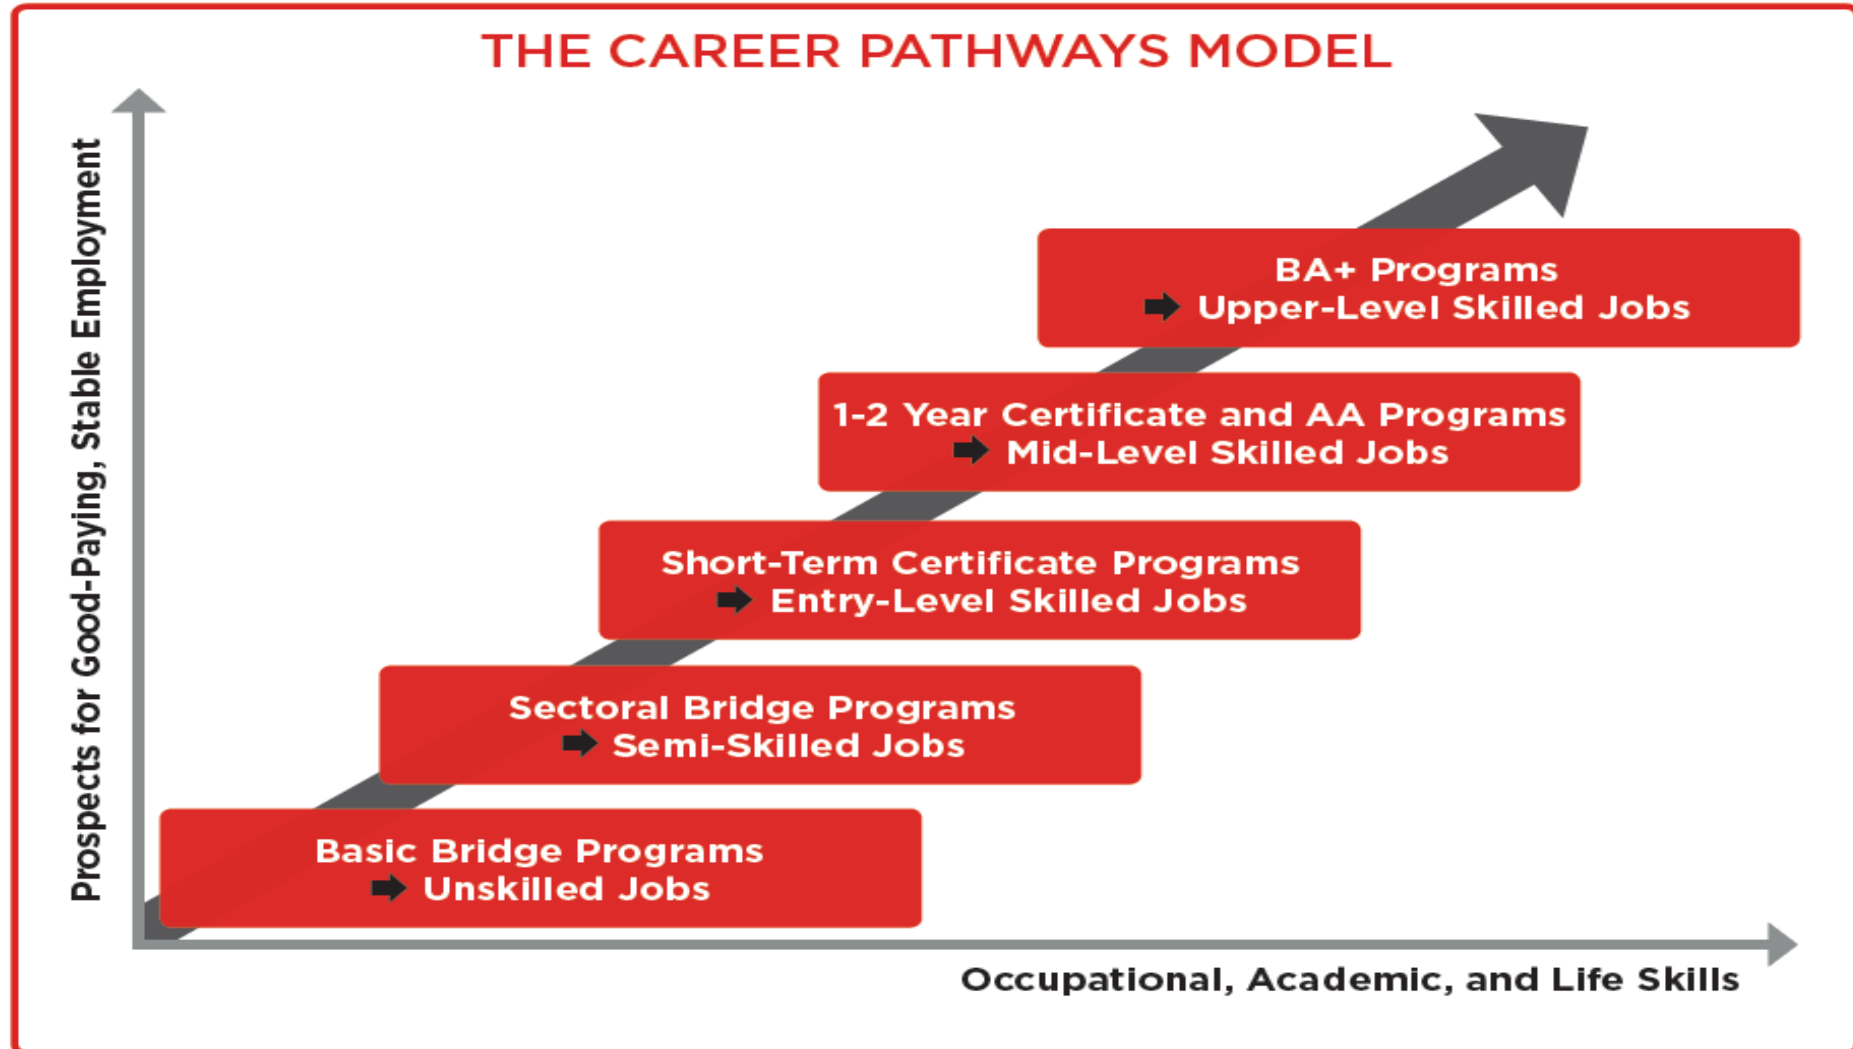 THE CAREER PATHWAYS MODEL
Prospects for Good-Paying, Stable Employment
BA+ Programs
Upper-Level Skilled Jobs
1-2 Year Certificate and AA Programs
Mid-Level Skilled Jobs
Short-Term Certificate Programs
Entry-Level Skilled Jobs
Sectoral Bridge Programs
Semi-Skilled Jobs
Basic Bridge Programs
Unskilled Jobs
Occupational, Academic, and Life Skills